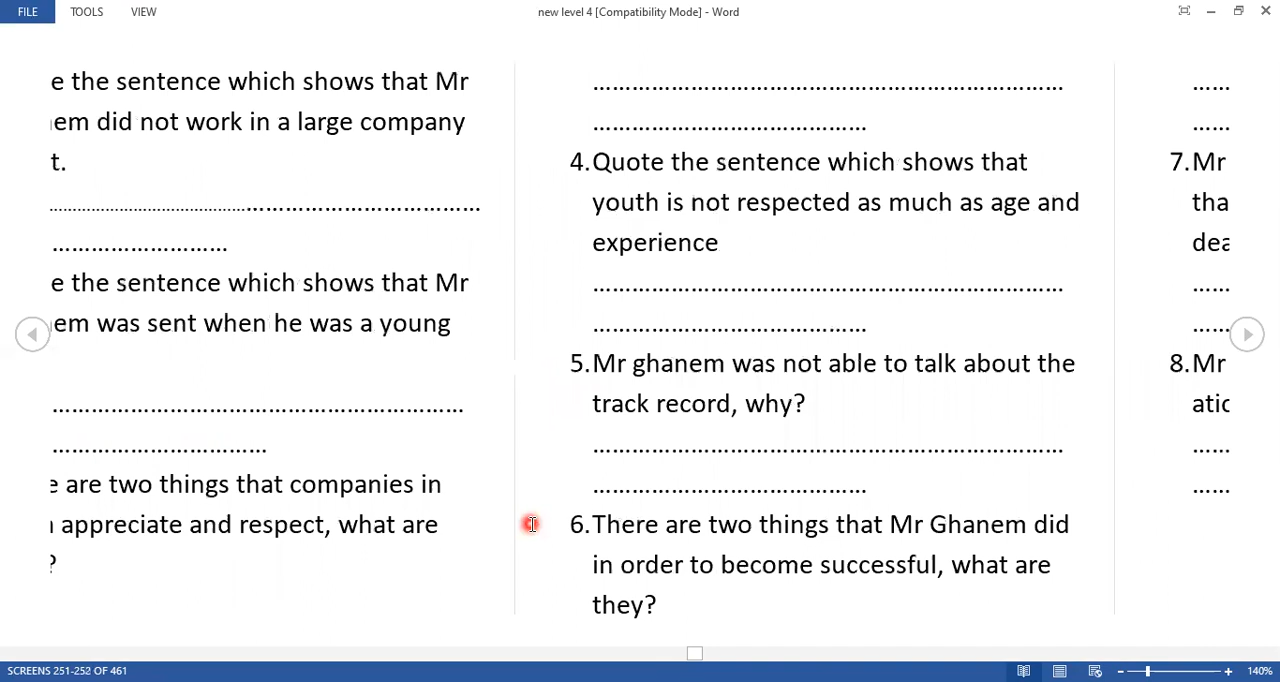 FILE TOOLS VIEW
new level 4 [Compatibility Mode] - Word
e the sentence which shows that Mr
em did not work in a large company
t.
................................................................................
...........................
e the sentence which shows that Mr
em was sent when he was a young
...............................................................
.................................
e are two things that companies in
appreciate and respect, what are
?
........................................................................
..........................................
4.Quote the sentence which shows that
youth is not respected as much as age and
experience
........................................................................
..........................................
5.Mr ghanem was not able to talk about the
track record, why?
........................................................................
..........................................
6.There are two things that Mr Ghanem did
in order to become successful, what are
they?
......
......
7.Mr
tha
dea
......
......
8.Mr
atic
......
......
SCREENS 251-252 OF 461
140%